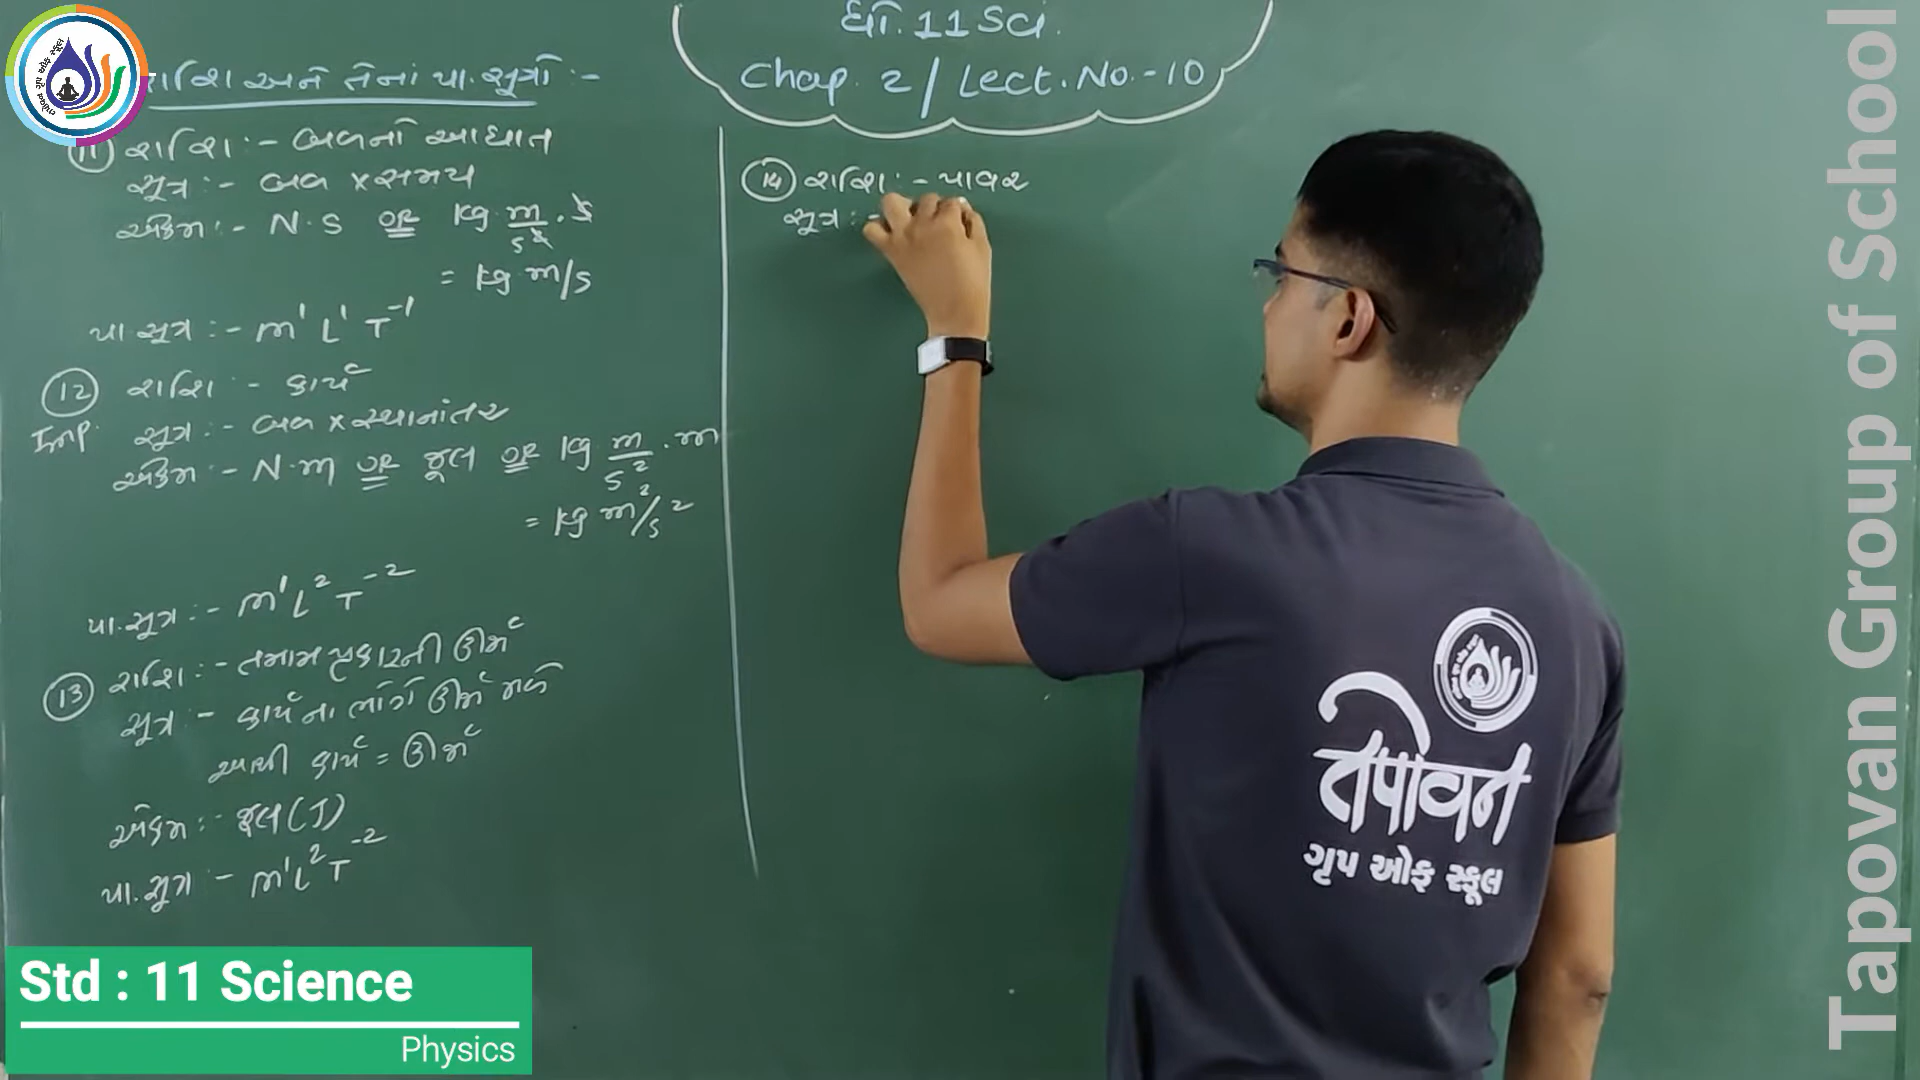 ધો. 11 Sci.
Chap. 2 / Lect. No. - 10
રાશિ અને તેનાં પા. સૂત્રો :-
11 રાશિ :- બળનો આઘાત
સૂત્ર :- બળ × સમય
એકમ :- N·S OR kg m/s² . s
= kg m/s
પા. સૂત્ર :- M¹ L¹ T⁻¹
12 રાશિ :- કાર્ય
Imp. સૂત્ર :- બળ × સ્થાનાંતર
એકમ :- N·m OR જૂલ OR kg m/s² . m
= kg m²/s²
પા. સૂત્ર :- M¹ L² T⁻²
13 રાશિ :- તમામ પ્રકારની ઊર્જા
સૂત્ર :- કાર્ય ના ભોગે ઊર્જા મળે
આથી કાર્ય = ઊર્જા
એકમ :- જૂલ (J)
પા. સૂત્ર :- M¹ L² T⁻²
14 રાશિ :- પાવર
સૂત્ર :-
તપોવન
ગૃપ ઓફ સ્કૂલ
Std : 11 Science
Physics
Tapovan Group of School